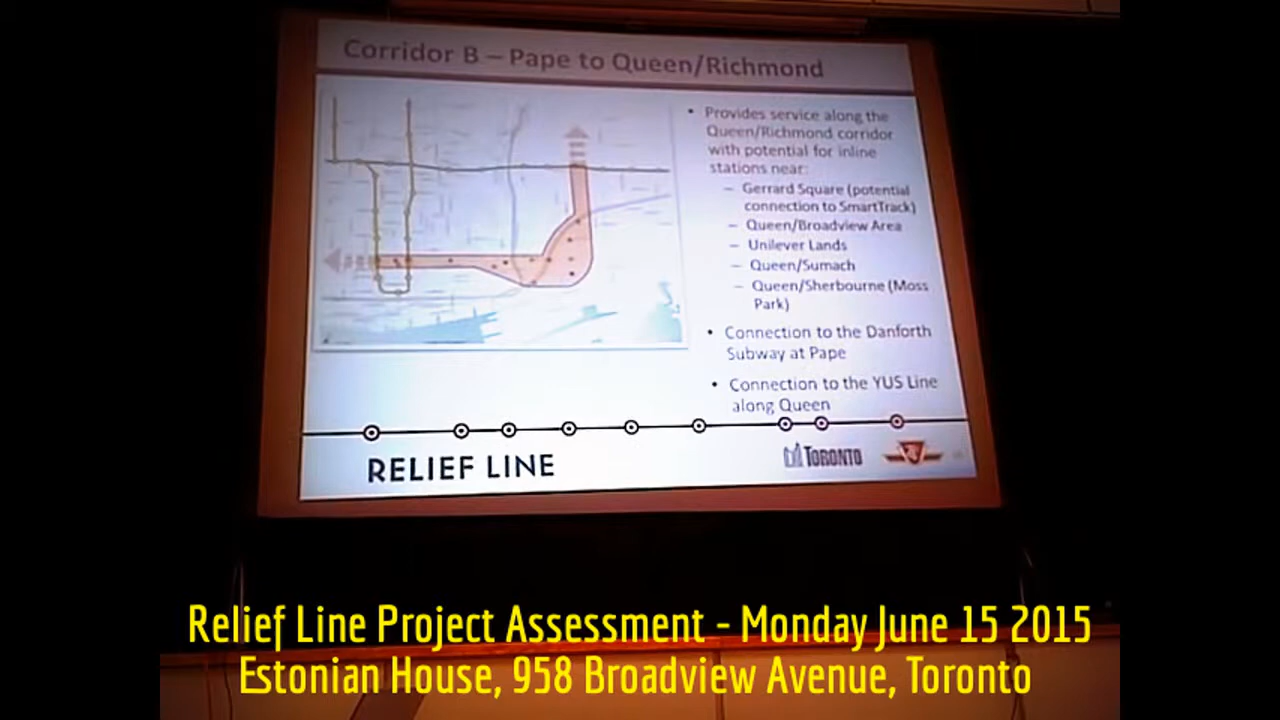 Corridor B – Pape to Queen/Richmond
• Provides service along the
Queen/Richmond corridor
with potential for inline
stations near:
– Gerrard Square (potential
connection to SmartTrack)
– Queen/Broadview Area
– Unilever Lands
– Queen/Sumach
– Queen/Sherbourne (Moss
Park)
• Connection to the Danforth
Subway at Pape
• Connection to the YUS Line
along Queen
RELIEF LINE
TORONTO
Relief Line Project Assessment - Monday June 15 2015
Estonian House, 958 Broadview Avenue, Toronto